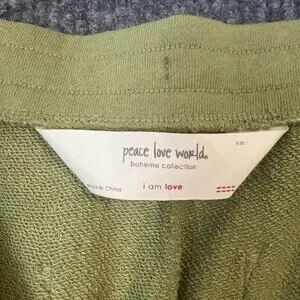 peace love world.
boheme collection
Made in China
i am love